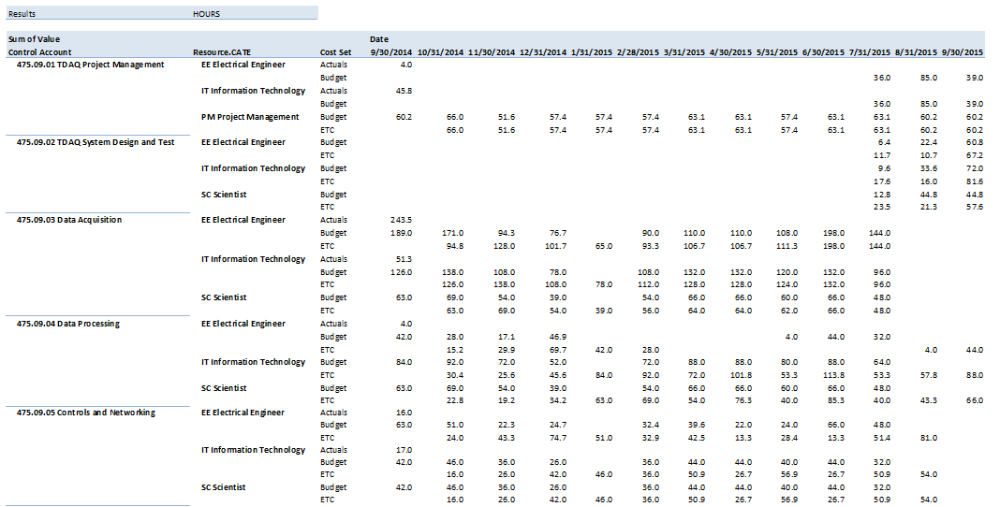 Results HOURS
Sum of Value Date
Control Account Resource.CATE Cost Set 9/30/2014 10/31/2014 11/30/2014 12/31/2014 1/31/2015 2/28/2015 3/31/2015 4/30/2015 5/31/2015 6/30/2015 7/31/2015 8/31/2015 9/30/2015
475.09.01 TDAQ Project Management EE Electrical Engineer Actuals 4.0
Budget 36.0 85.0 39.0
IT Information Technology Actuals 45.8
Budget 36.0 85.0 39.0
PM Project Management Budget 60.2 66.0 51.6 57.4 57.4 57.4 63.1 63.1 57.4 63.1 63.1 60.2 60.2
ETC 66.0 51.6 57.4 57.4 57.4 63.1 63.1 57.4 63.1 63.1 60.2 60.2
475.09.02 TDAQ System Design and Test EE Electrical Engineer Budget 6.4 22.4 60.8
ETC 11.7 10.7 67.2
IT Information Technology Budget 9.6 33.6 72.0
ETC 17.6 16.0 81.6
SC Scientist Budget 12.8 44.8 44.8
ETC 23.5 21.3 57.6
475.09.03 Data Acquisition EE Electrical Engineer Actuals 243.5
Budget 189.0 171.0 94.3 76.7 90.0 110.0 110.0 108.0 198.0 144.0
ETC 94.8 128.0 101.7 65.0 93.3 106.7 106.7 111.3 198.0 144.0
IT Information Technology Actuals 51.3
Budget 126.0 138.0 108.0 78.0 108.0 132.0 132.0 120.0 132.0 96.0
ETC 126.0 138.0 108.0 78.0 112.0 128.0 128.0 124.0 132.0 96.0
SC Scientist Budget 63.0 69.0 54.0 39.0 54.0 66.0 66.0 60.0 66.0 48.0
ETC 63.0 69.0 54.0 39.0 56.0 64.0 64.0 62.0 66.0 48.0
475.09.04 Data Processing EE Electrical Engineer Actuals 4.0
Budget 42.0 28.0 17.1 46.9 4.0 44.0 32.0
ETC 15.2 29.9 69.7 42.0 28.0 4.0 44.0
IT Information Technology Budget 84.0 92.0 72.0 52.0 72.0 88.0 88.0 80.0 88.0 64.0
ETC 30.4 25.6 45.6 84.0 92.0 72.0 101.8 53.3 113.8 53.3 57.8 88.0
SC Scientist Budget 63.0 69.0 54.0 39.0 54.0 66.0 66.0 60.0 66.0 48.0
ETC 22.8 19.2 34.2 63.0 69.0 54.0 76.3 40.0 85.3 40.0 43.3 66.0
475.09.05 Controls and Networking EE Electrical Engineer Actuals 16.0
Budget 63.0 51.0 22.3 24.7 32.4 39.6 22.0 24.0 66.0 48.0
ETC 24.0 43.3 74.7 51.0 32.9 42.5 13.3 28.4 13.3 51.4 81.0
IT Information Technology Actuals 17.0
Budget 42.0 46.0 36.0 26.0 36.0 44.0 44.0 40.0 44.0 32.0
ETC 16.0 26.0 42.0 46.0 36.0 50.9 26.7 56.9 26.7 50.9 54.0
SC Scientist Budget 42.0 46.0 36.0 26.0 36.0 44.0 44.0 40.0 44.0 32.0
ETC 16.0 26.0 42.0 46.0 36.0 50.9 26.7 56.9 26.7 50.9 54.0